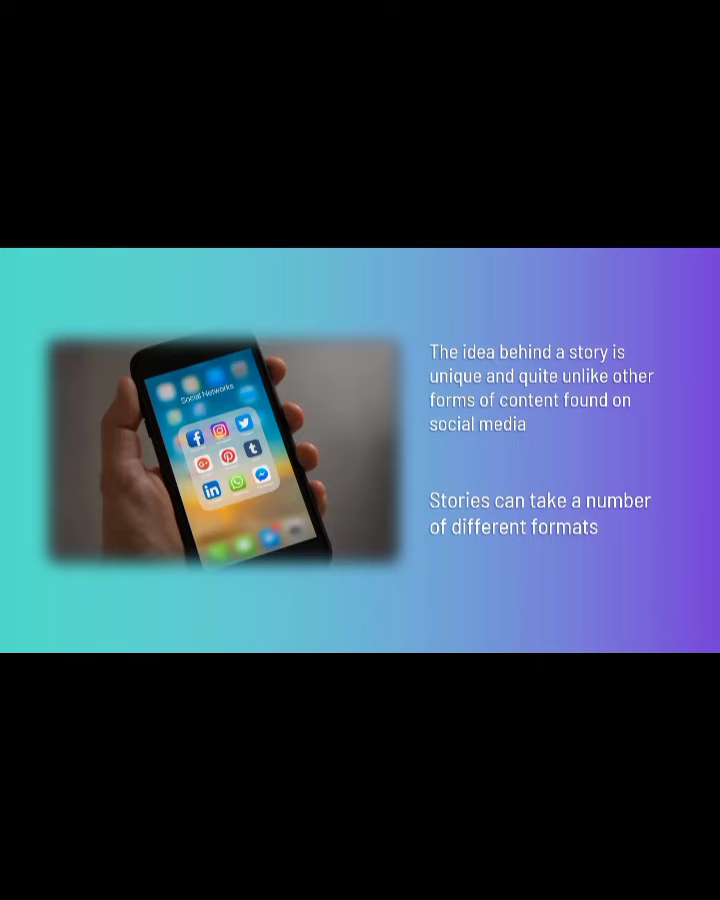 Social Networks
The idea behind a story is
unique and quite unlike other
forms of content found on
social media
Stories can take a number
of different formats